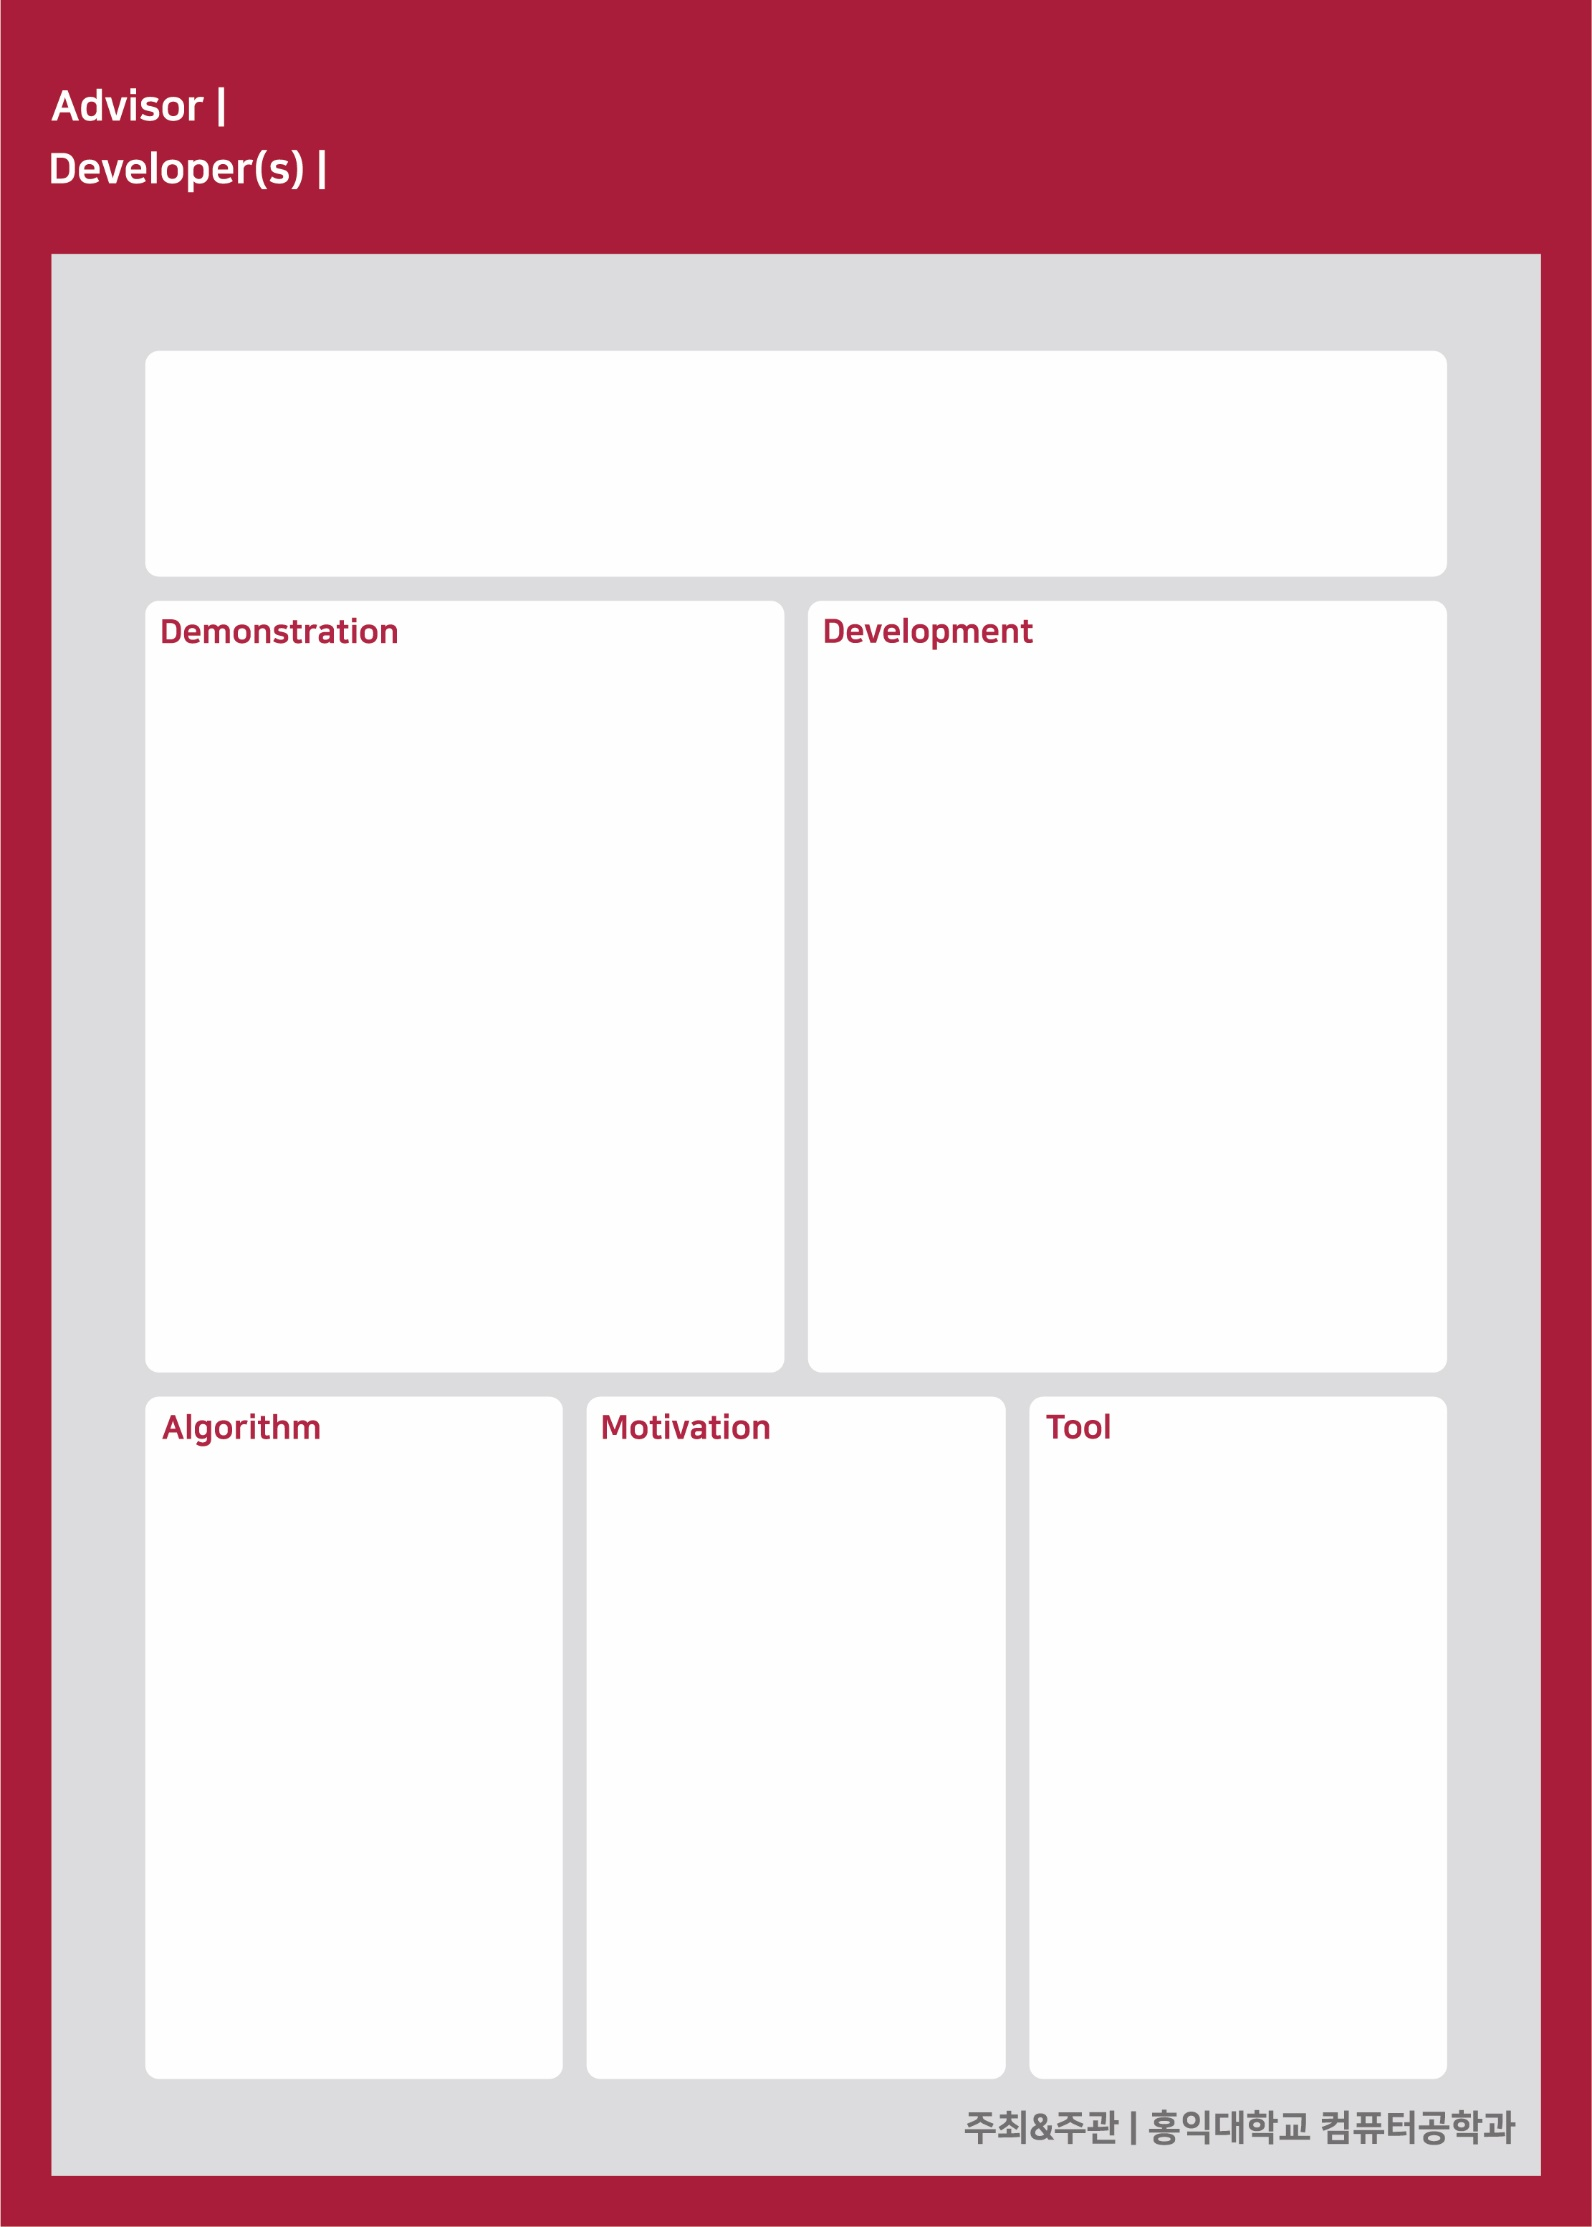 Advisor |
Developer(s) |
Demonstration
Development
Algorithm
Motivation
Tool
주최&주관 | 홍익대학교 컴퓨터공학과